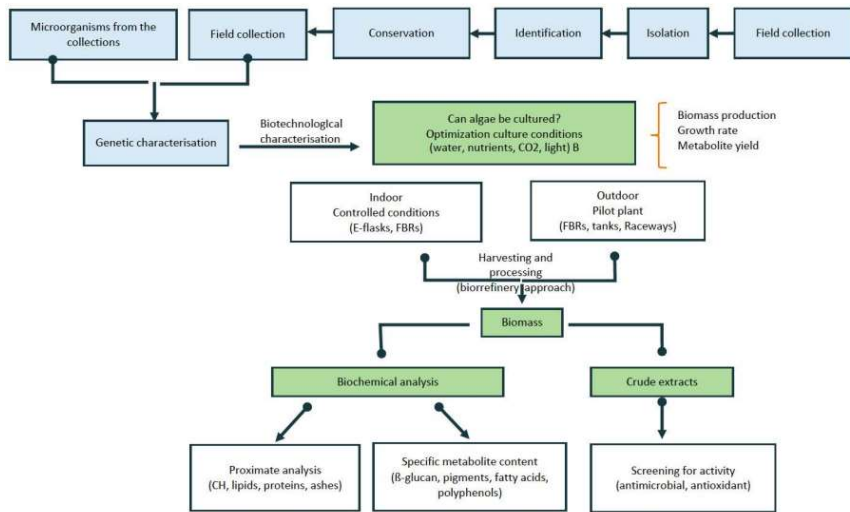 Microorganisms from the
collections
Field collection
Conservation
Identification
Isolation
Field collection
Genetic characterisation
Biotechnologlcal
characterisation
Can algae be cultured?
Optimization culture conditions
(water, nutrients, CO2, light) B
Biomass production
Growth rate
Metabolite yield
Indoor
Controlled conditions
(E-flasks, FBRs)
Outdoor
Pilot plant
(FBRs, tanks, Raceways)
Harvesting and
processing
(biorrefinery approach)
Biomass
Biochemical analysis
Crude extracts
Proximate analysis
(CH, lipids, proteins, ashes)
Specific metabolite content
(ß-glucan, pigments, fatty acids,
polyphenols)
Screening for activity
(antimicrobial, antioxidant)